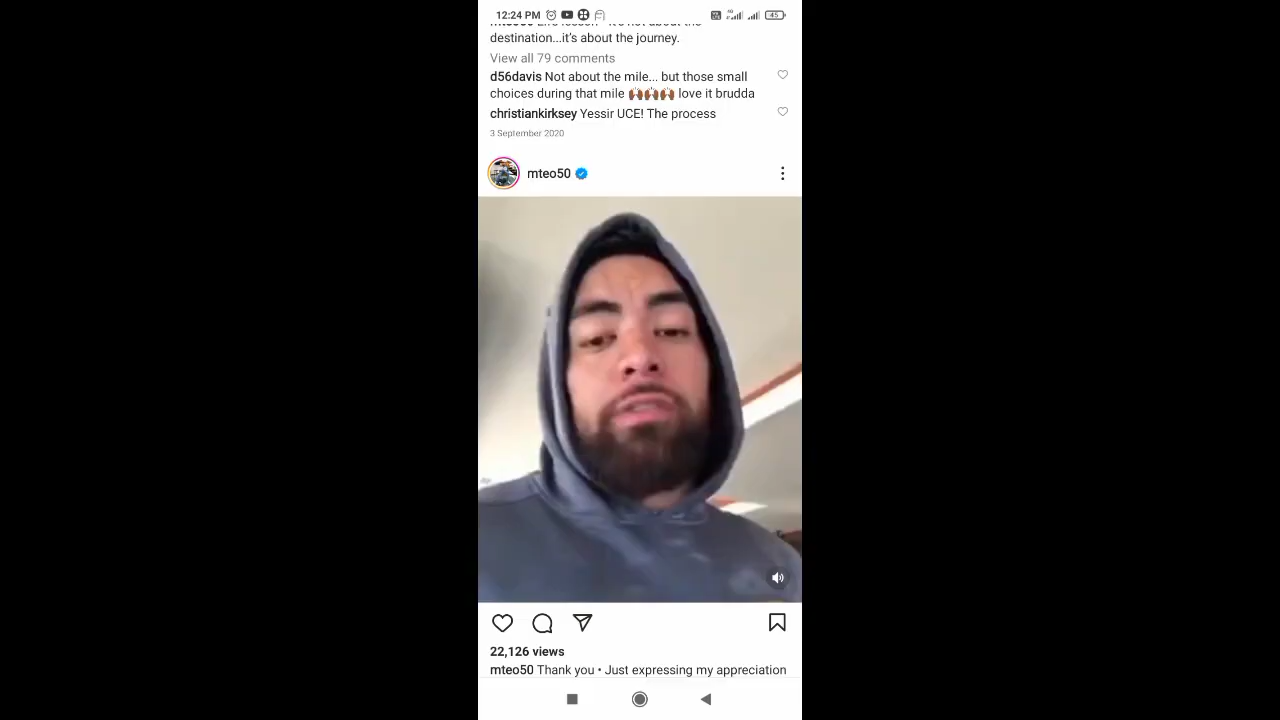 12:24 PM
45
destination...it's about the journey.
View all 79 comments
d56davis Not about the mile... but those small
choices during that mile 🙌🏾🙌🏾🙌🏾 love it brudda
christiankirksey Yessir UCE! The process
3 September 2020
mteo50
22,126 views
mteo50 Thank you • Just expressing my appreciation